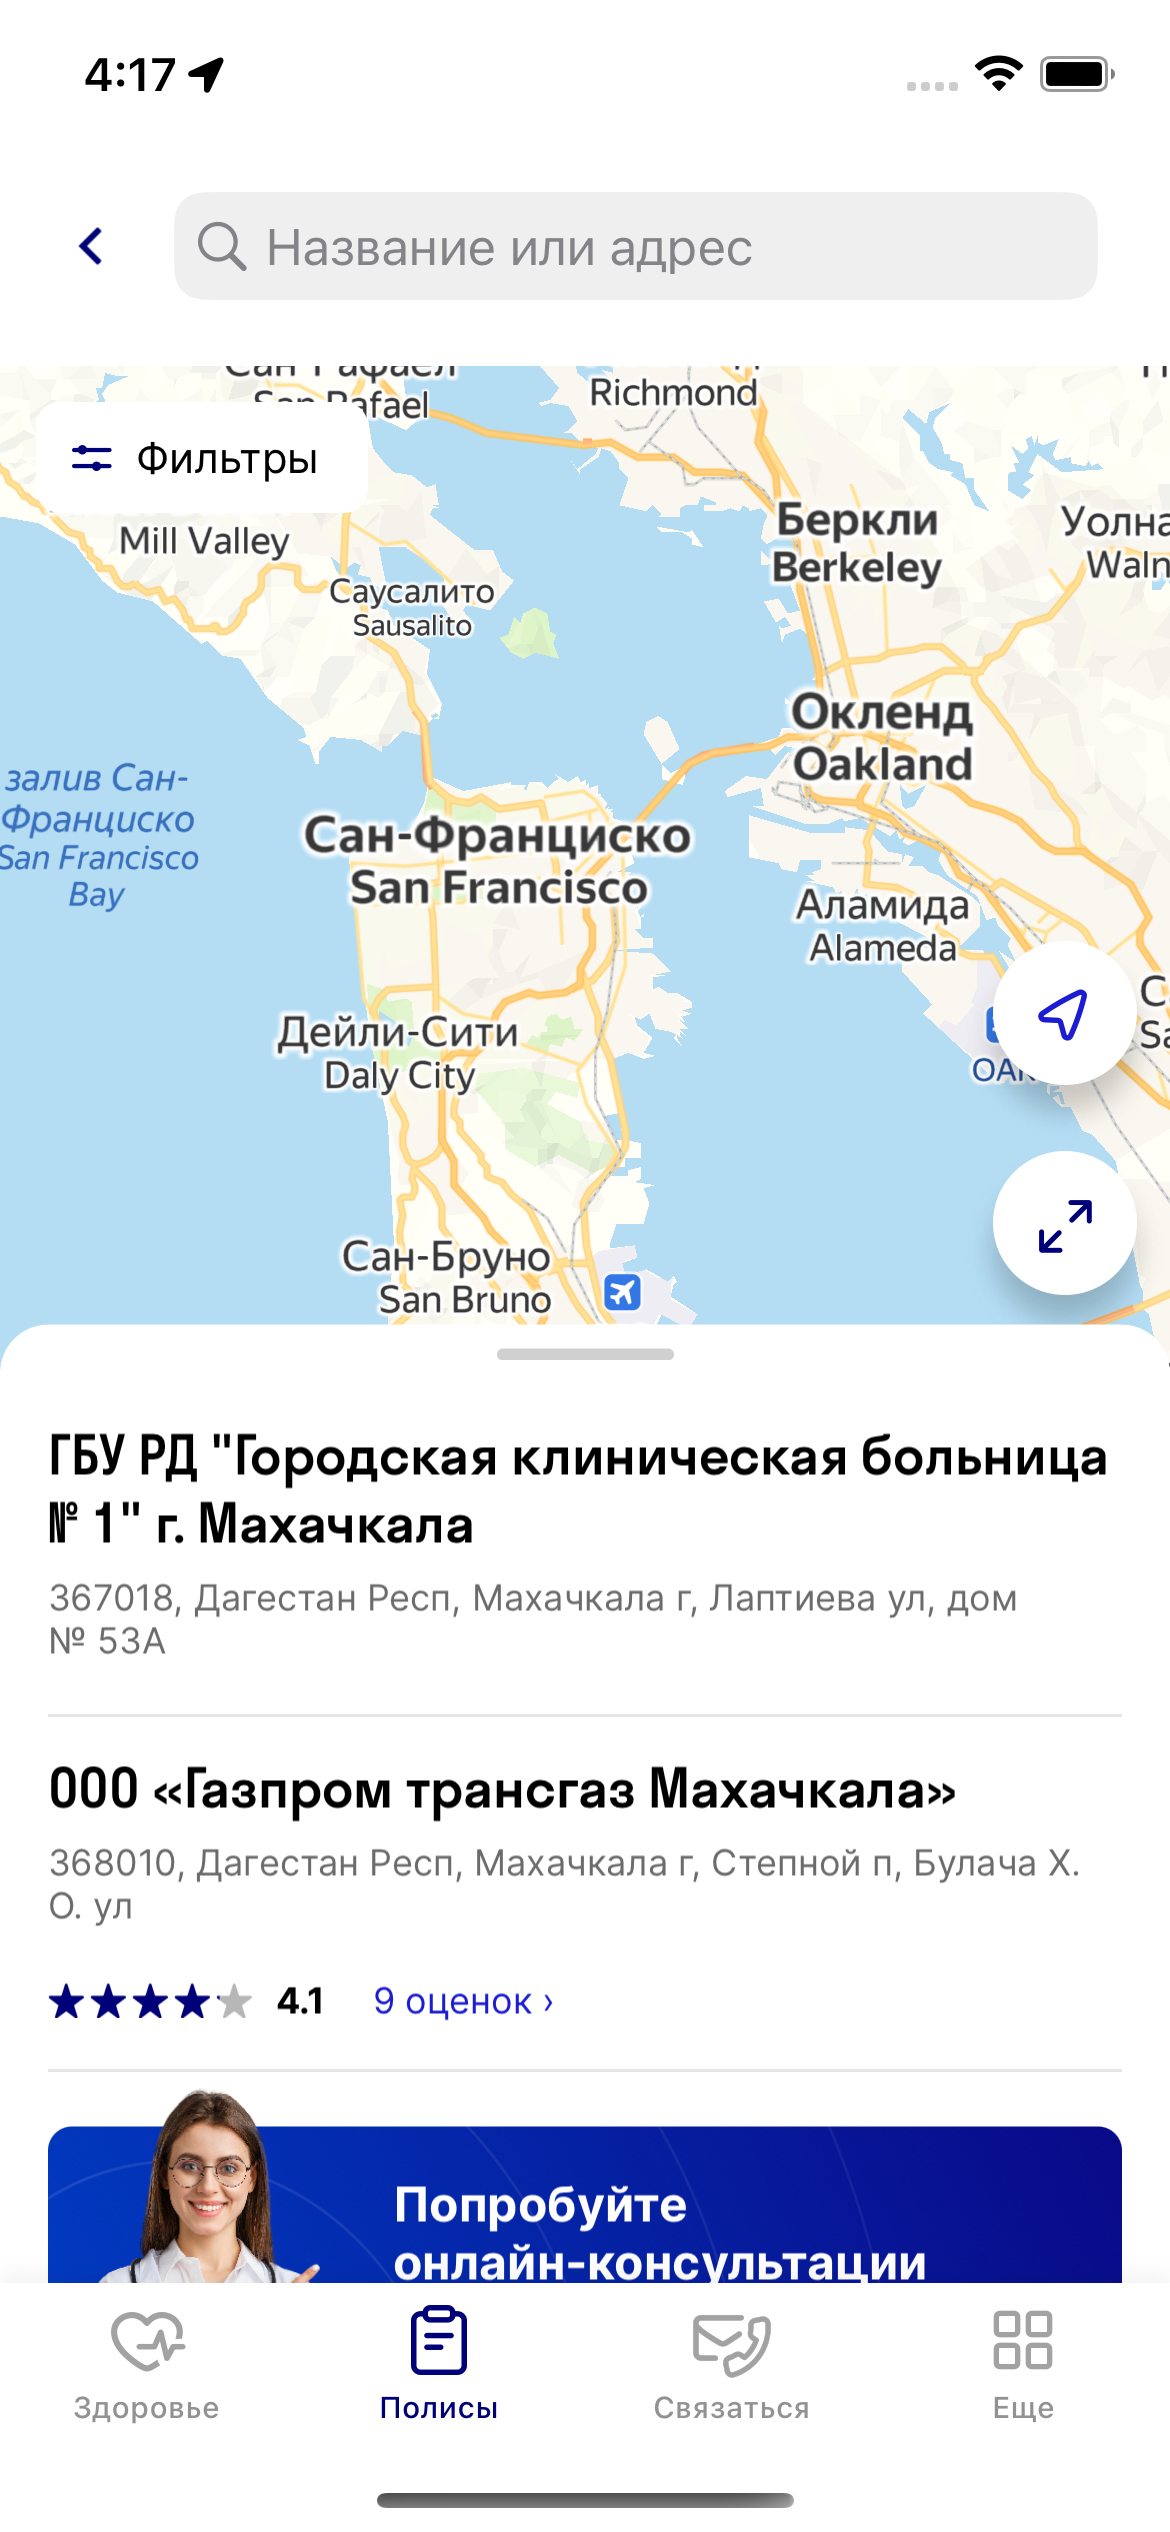 4:17
Название или адрес
Сан-Рафаел
San Rafael
Richmond
Фильтры
Mill Valley
Беркли
Berkeley
Саусалито
Sausalito
Окленд
Oakland
залив Сан-
Франциско
San Francisco
Bay
Сан-Франциско
San Francisco
Аламида
Alameda
Дейли-Сити
Daly City
Сан-Бруно
San Bruno
ГБУ РД "Городская клиническая больница
№ 1" г. Махачкала
367018, Дагестан Респ, Махачкала г, Лаптиева ул, дом
№ 53А
ООО «Газпром трансгаз Махачкала»
368010, Дагестан Респ, Махачкала г, Степной п, Булача Х.
О. ул
4.1 9 оценок ›
Попробуйте
онлайн-консультации
Здоровье
Полисы
Связаться
Еще